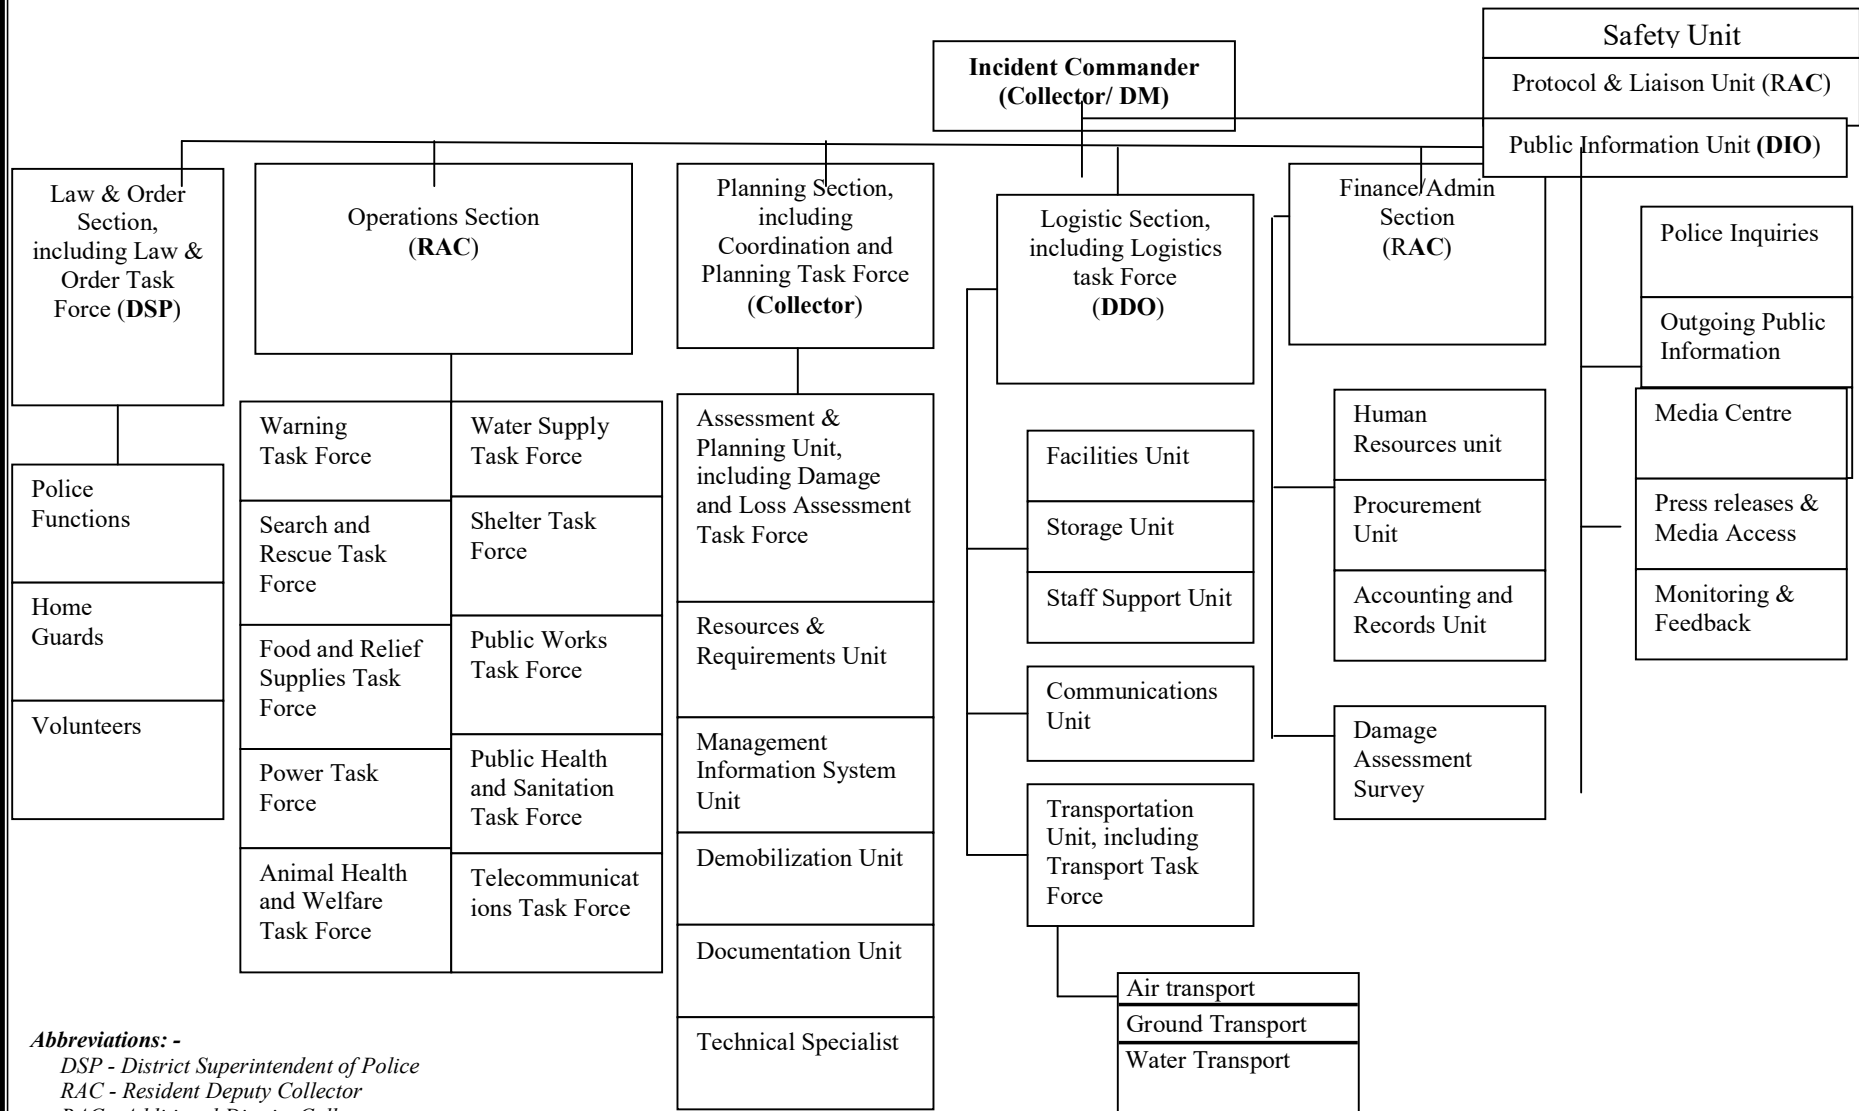 Safety Unit
Protocol & Liaison Unit (RAC)
Public Information Unit (DIO)
Incident Commander
(Collector/ DM)
Law & Order
Section,
including Law &
Order Task
Force (DSP)
Operations Section
(RAC)
Planning Section,
including
Coordination and
Planning Task Force
(Collector)
Logistic Section,
including Logistics
task Force
(DDO)
Finance/Admin
Section
(RAC)
Police Inquiries
Outgoing Public
Information
Media Centre
Press releases &
Media Access
Monitoring &
Feedback
Police
Functions
Home
Guards
Volunteers
Warning
Task Force
Search and
Rescue Task
Force
Food and Relief
Supplies Task
Force
Power Task
Force
Animal Health
and Welfare
Task Force
Water Supply
Task Force
Shelter Task
Force
Public Works
Task Force
Public Health
and Sanitation
Task Force
Telecommunicat
ions Task Force
Assessment &
Planning Unit,
including Damage
and Loss Assessment
Task Force
Resources &
Requirements Unit
Management
Information System
Unit
Demobilization Unit
Documentation Unit
Technical Specialist
Facilities Unit
Storage Unit
Staff Support Unit
Communications
Unit
Transportation
Unit, including
Transport Task
Force
Air transport
Ground Transport
Water Transport
Human
Resources unit
Procurement
Unit
Accounting and
Records Unit
Damage
Assessment
Survey
Abbreviations: -
DSP - District Superintendent of Police
RAC - Resident Deputy Collector